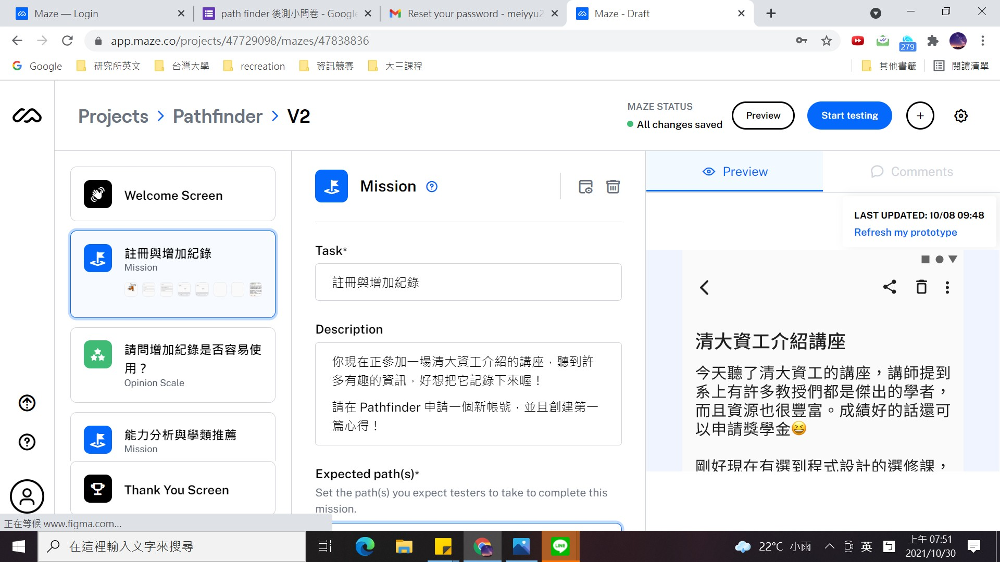 Maze — Login
path finder 後測小問卷 - Google
Reset your password - meiyyu2
Maze - Draft
app.maze.co/projects/47729098/mazes/47838836
279
Google
研究所英文
台灣大學
recreation
資訊競賽
大三課程
其他書籤
閱讀清單
Projects > Pathfinder > V2
MAZE STATUS
All changes saved
Preview
Start testing
+
Welcome Screen
註冊與增加紀錄
Mission
請問增加紀錄是否容易使
用？
Opinion Scale
能力分析與學類推薦
Mission
Thank You Screen
Mission
Task*
註冊與增加紀錄
Description
你現在正參加一場清大資工介紹的講座，聽到許
多有趣的資訊，好想把它記錄下來喔！
請在 Pathfinder 申請一個新帳號，並且創建第一
篇心得！
Expected path(s)*
Set the path(s) you expect testers to take to complete this
mission.
Preview
Comments
LAST UPDATED: 10/08 09:48
Refresh my prototype
清大資工介紹講座
今天聽了清大資工的講座，講師提到
系上有許多教授們都是傑出的學者，
而且資源也很豐富。成績好的話還可
以申請獎學金😆
剛好現在有選到程式設計的選修課，
正在等候 www.figma.com...
在這裡輸入文字來搜尋
LINE
22°C 小雨
英
上午 07:51
2021/10/30